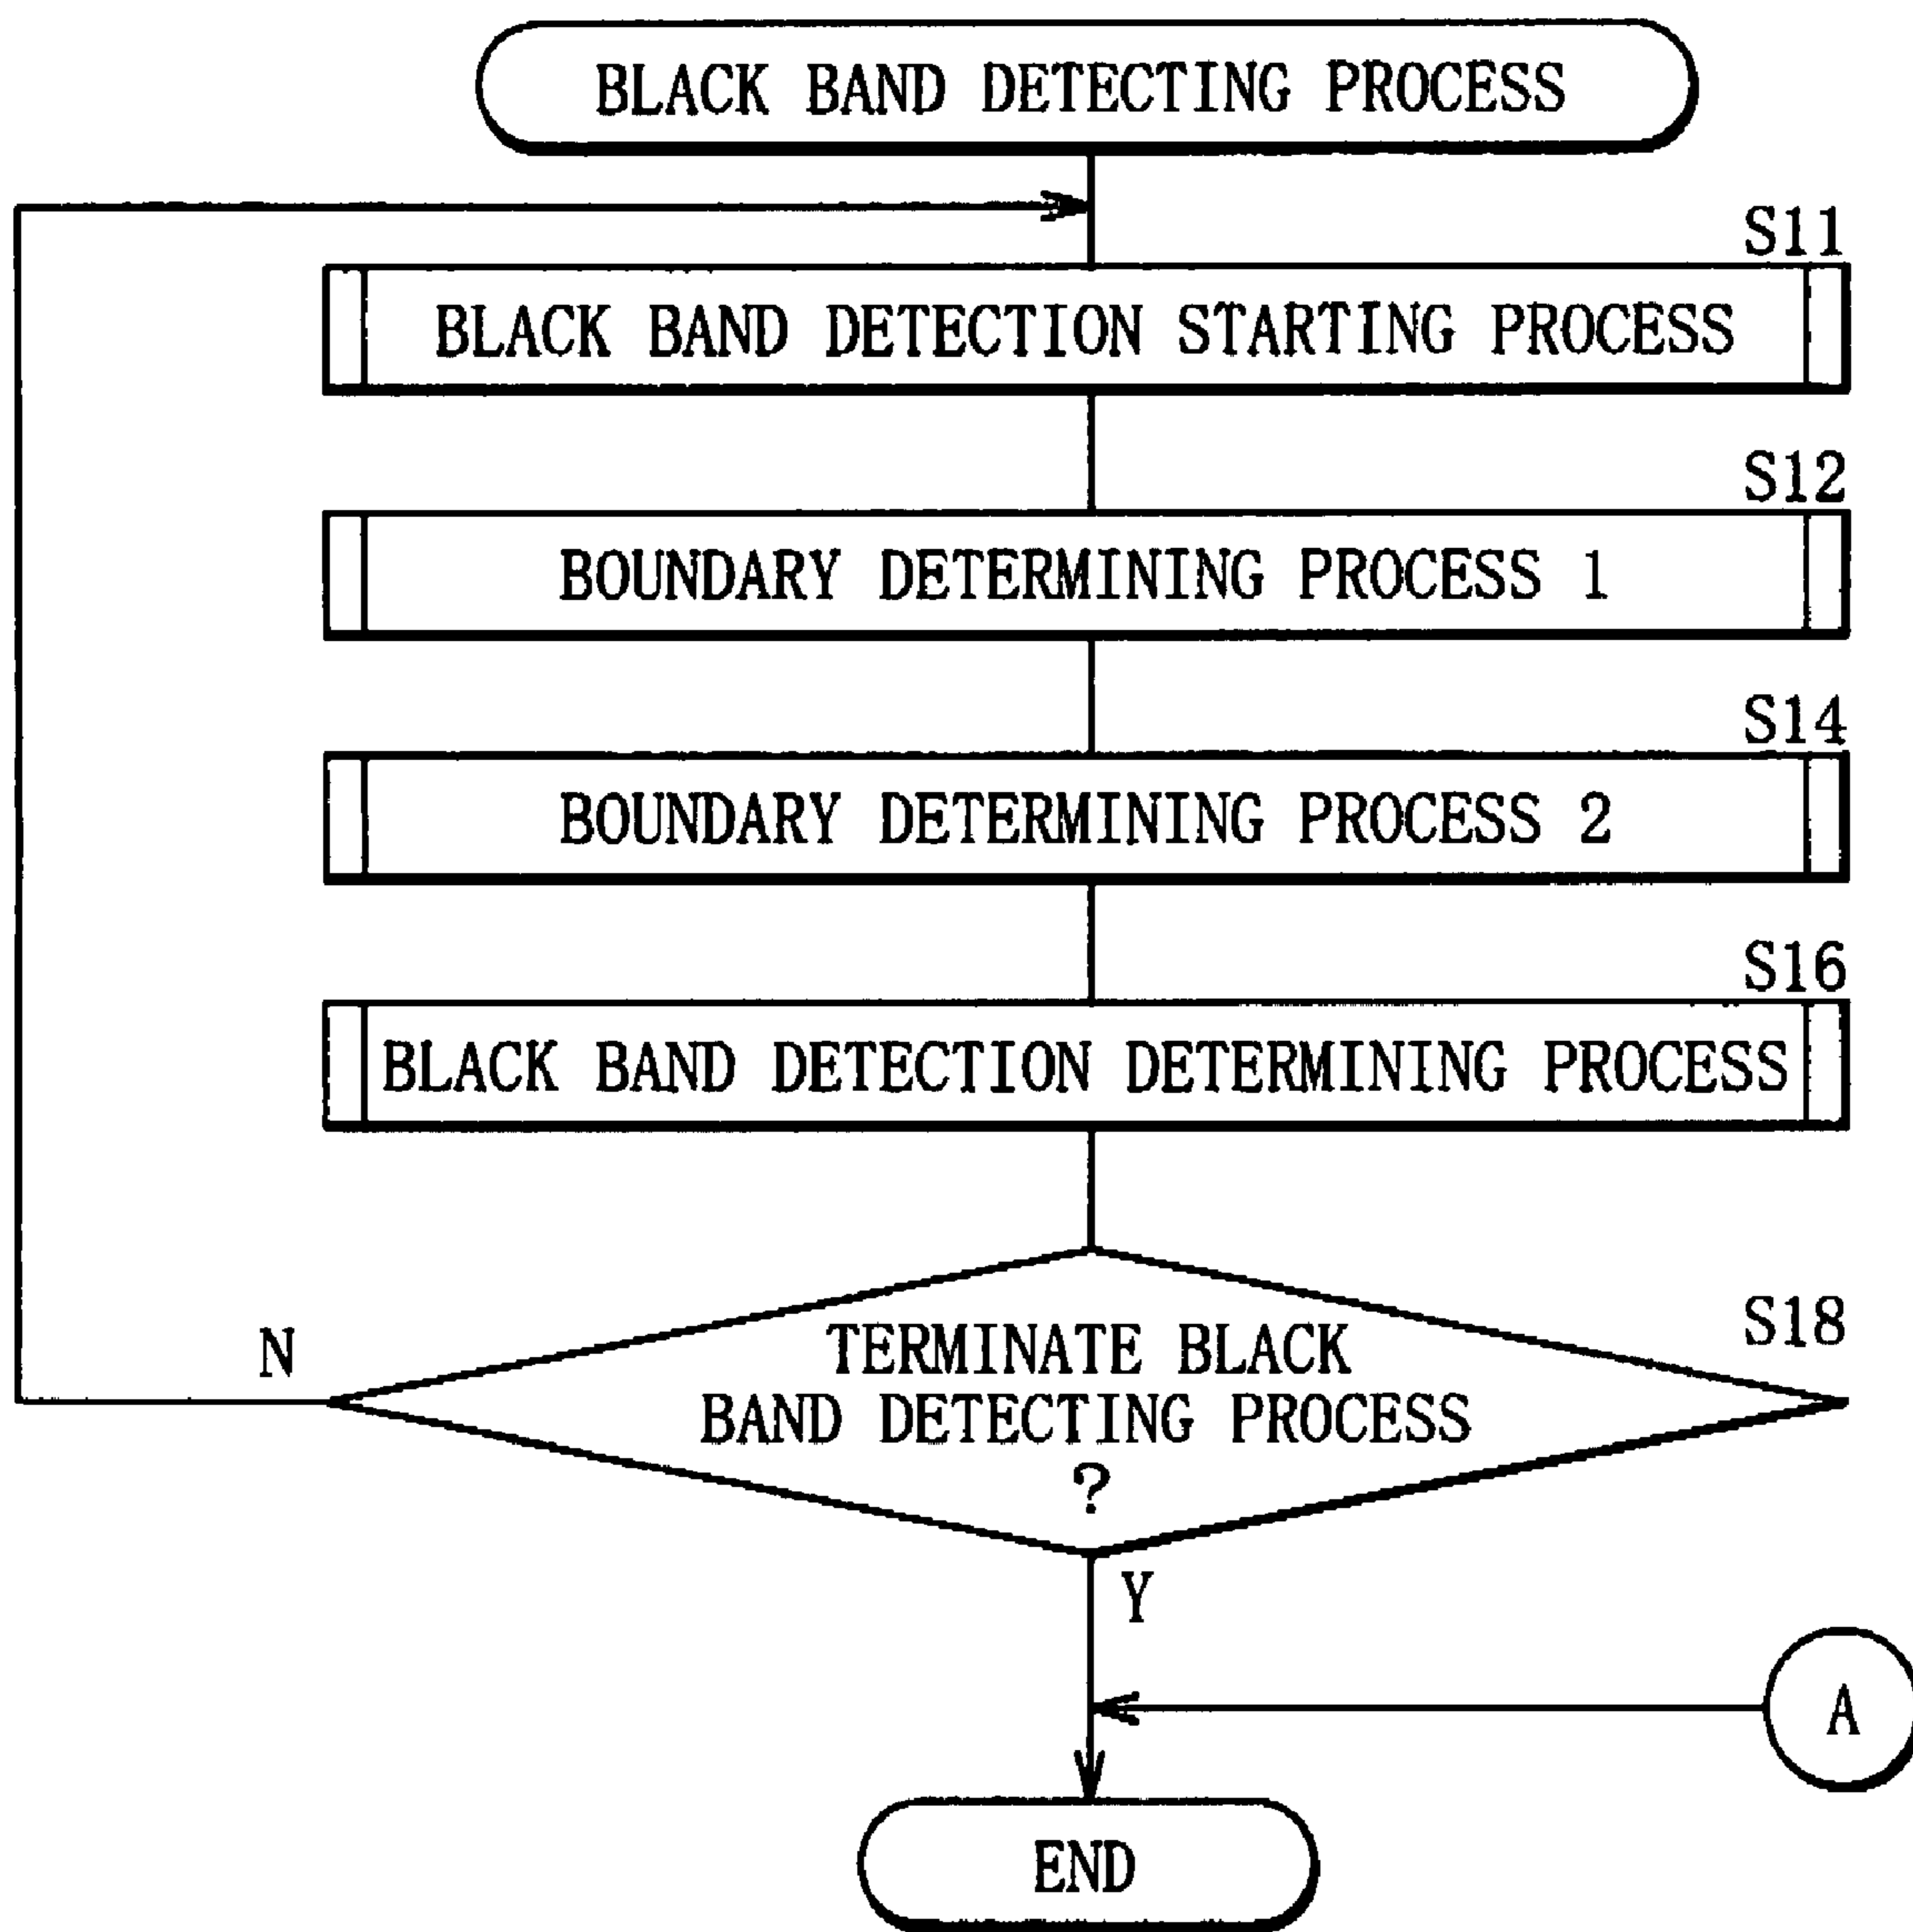 BLACK BAND DETECTING PROCESS
S11
BLACK BAND DETECTION STARTING PROCESS
S12
BOUNDARY DETERMINING PROCESS 1
S14
BOUNDARY DETERMINING PROCESS 2
S16
BLACK BAND DETECTION DETERMINING PROCESS
S18
N
TERMINATE BLACK
BAND DETECTING PROCESS
?
Y
A
END